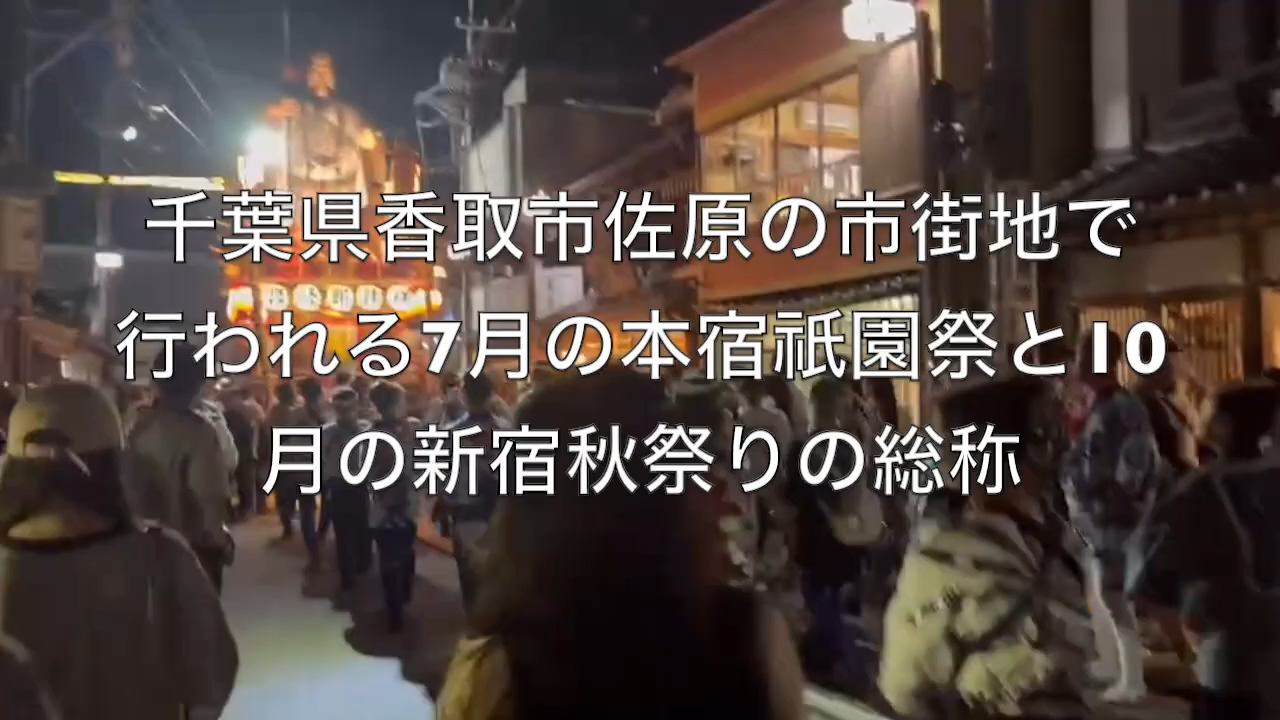 千葉県香取市佐原の市街地で
行われる7月の本宿祇園祭と10
月の新宿秋祭りの総称